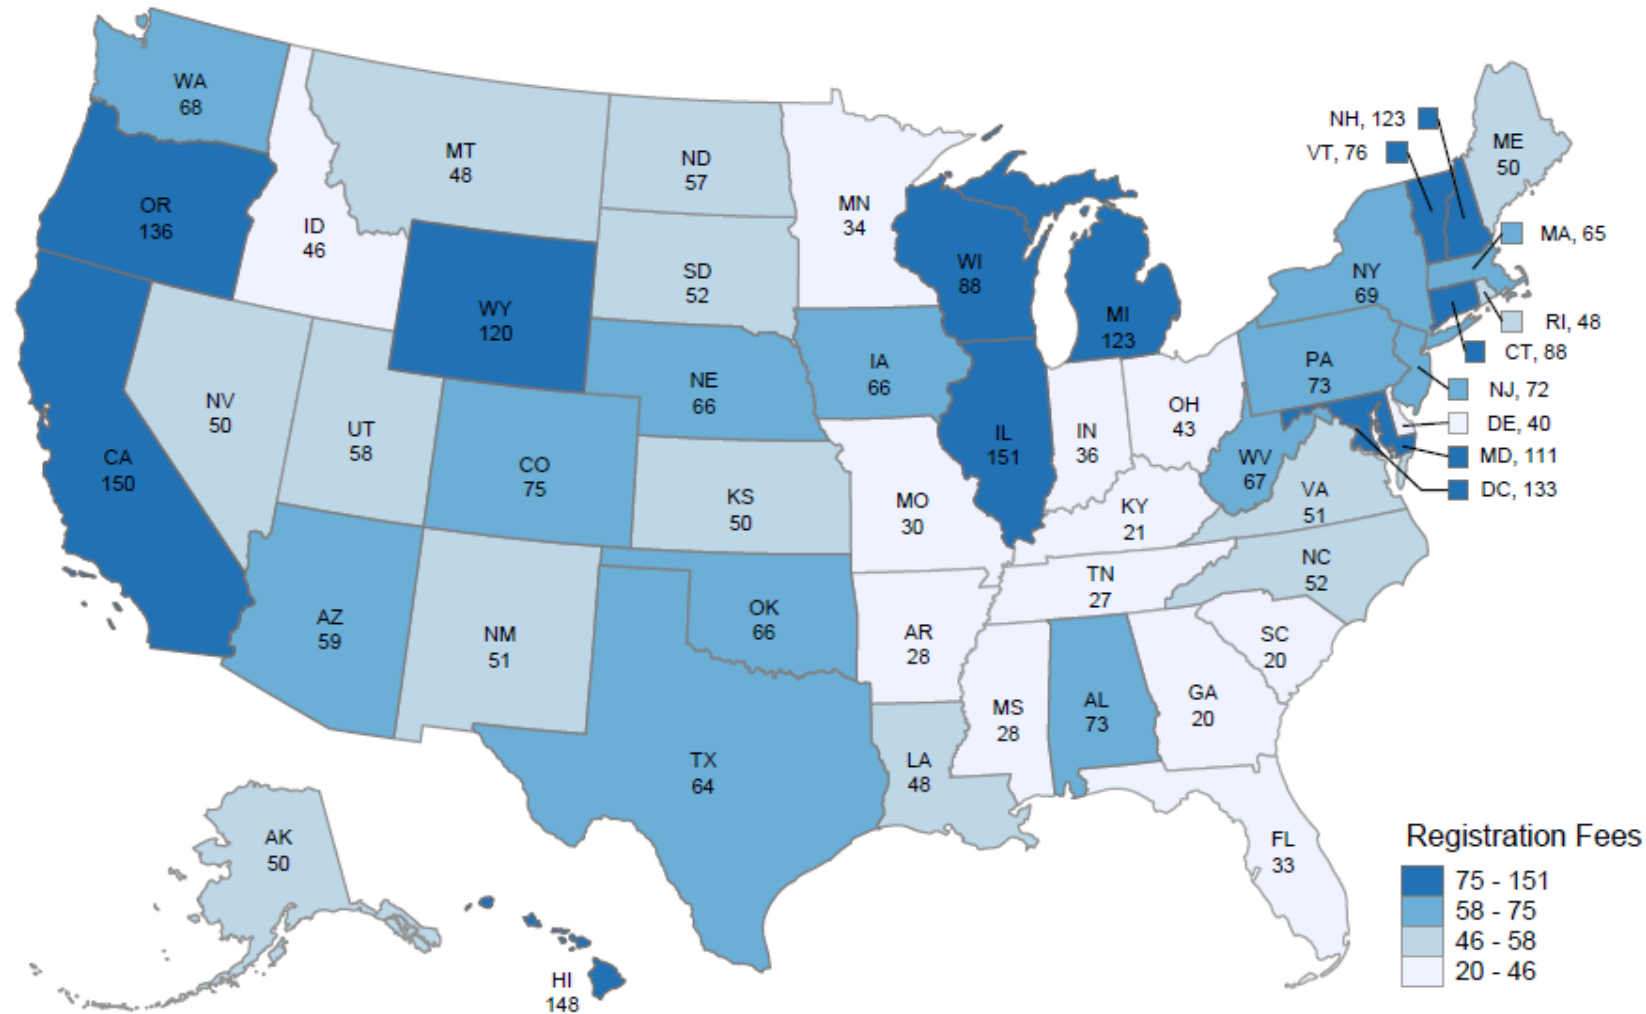 WA
68
OR
136
CA
150
ID
46
NV
50
MT
48
WY
120
UT
58
CO
75
AZ
59
NM
51
ND
57
SD
52
NE
66
KS
50
OK
66
TX
64
MN
34
IA
66
MO
30
AR
28
LA
48
WI
88
IL
151
MI
123
IN
36
OH
43
KY
21
TN
27
MS
28
AL
73
GA
20
SC
20
FL
33
NC
52
VA
51
WV
67
PA
73
NY
69
ME
50
NH, 123
VT, 76
MA, 65
RI, 48
CT, 88
NJ, 72
DE, 40
MD, 111
DC, 133
AK
50
HI
148
Registration Fees
75 - 151
58 - 75
46 - 58
20 - 46